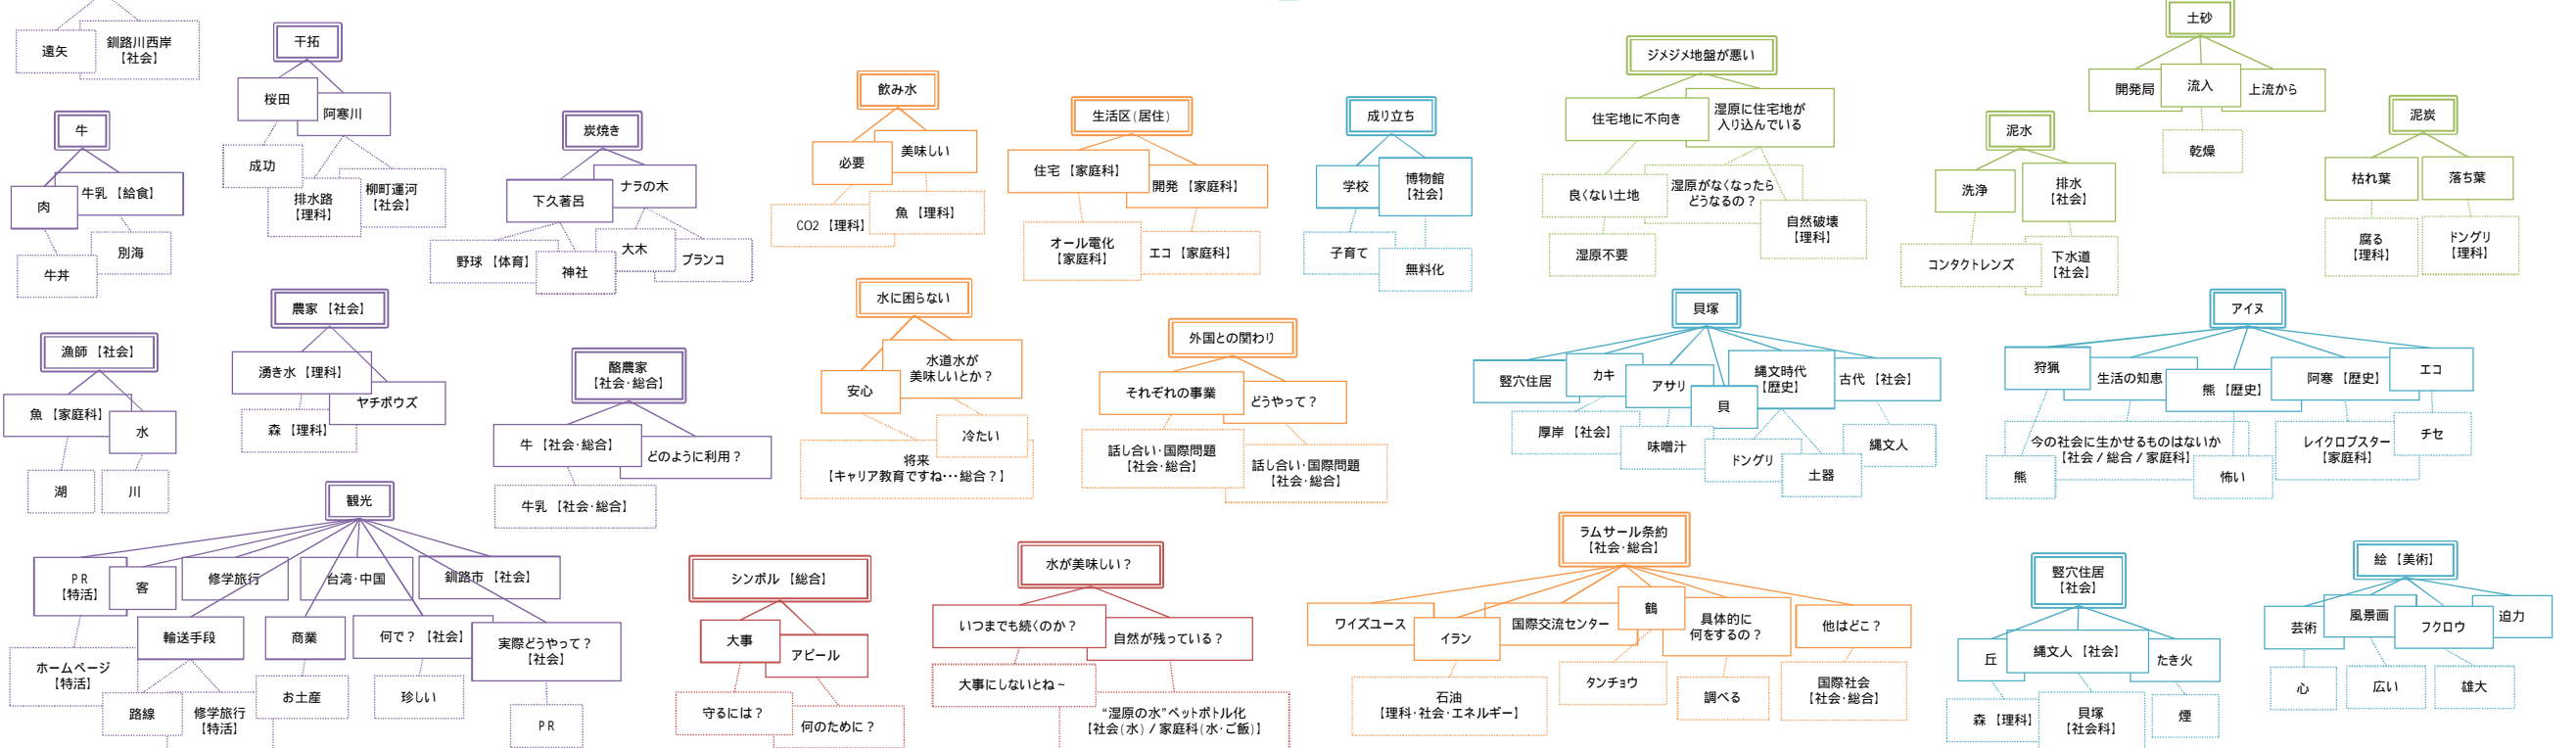 遠矢
釧路川西岸
【社会】
干拓
桜田
阿寒川
成功
排水路
【理科】
柳町運河
【社会】
牛
牛乳 【給食】
肉
別海
牛丼
炭焼き
ナラの木
下久著呂
野球 【体育】
神社
大木
ブランコ
漁師 【社会】
魚 【家庭科】
水
湖
川
農家 【社会】
湧き水 【理科】
ヤチボウズ
森 【理科】
酪農家
【社会・総合】
牛 【社会・総合】
どのように利用？
牛乳 【社会・総合】
観光
PR
【特活】
客
修学旅行
台湾・中国
釧路市 【社会】
輸送手段
商業
何で？ 【社会】
実際どうやって？
【社会】
ホームページ
【特活】
路線
修学旅行
【特活】
お土産
珍しい
PR
飲み水
美味しい
必要
CO2 【理科】
魚 【理科】
生活区(居住)
住宅 【家庭科】
開発 【家庭科】
オール電化
【家庭科】
エコ 【家庭科】
水に困らない
水道水が
美味しいとか？
安心
冷たい
将来
【キャリア教育ですね・・・総合？】
外国との関わり
それぞれの事業
どうやって？
話し合い・国際問題
【社会・総合】
話し合い・国際問題
【社会・総合】
シンボル 【総合】
大事
アピール
守るには？
何のために？
水が美味しい？
いつまでも続くのか？
自然が残っている？
大事にしないとね～
“湿原の水”ペットボトル化
【社会(水) / 家庭科(水・ご飯)】
成り立ち
学校
博物館
【社会】
子育て
無料化
ジメジメ地盤が悪い
住宅地に不向き
湿原に住宅地が
入り込んでいる
良くない土地
湿原がなくなったら
どうなるの？
湿原不要
自然破壊
【理科】
土砂
開発局
流入
上流から
乾燥
泥水
洗浄
排水
【社会】
コンタクトレンズ
下水道
【社会】
泥炭
枯れ葉
落ち葉
腐る
【理科】
ドングリ
【理科】
貝塚
竪穴住居
カキ
アサリ
貝
縄文時代
【歴史】
古代 【社会】
厚岸 【社会】
味噌汁
ドングリ
土器
縄文人
アイヌ
狩猟
生活の知恵
熊 【歴史】
阿寒 【歴史】
エコ
熊
今の社会に生かせるものはないか
【社会 / 総合 / 家庭科】
怖い
レイクロブスター
【家庭科】
チセ
ラムサール条約
【社会・総合】
ワイズユース
イラン
国際交流センター
鶴
具体的に
何をするの？
他はどこ？
石油
【理科・社会・エネルギー】
タンチョウ
調べる
国際社会
【社会・総合】
竪穴住居
【社会】
丘
縄文人 【社会】
たき火
森 【理科】
貝塚
【社会科】
煙
絵 【美術】
芸術
風景画
フクロウ
迫力
心
広い
雄大